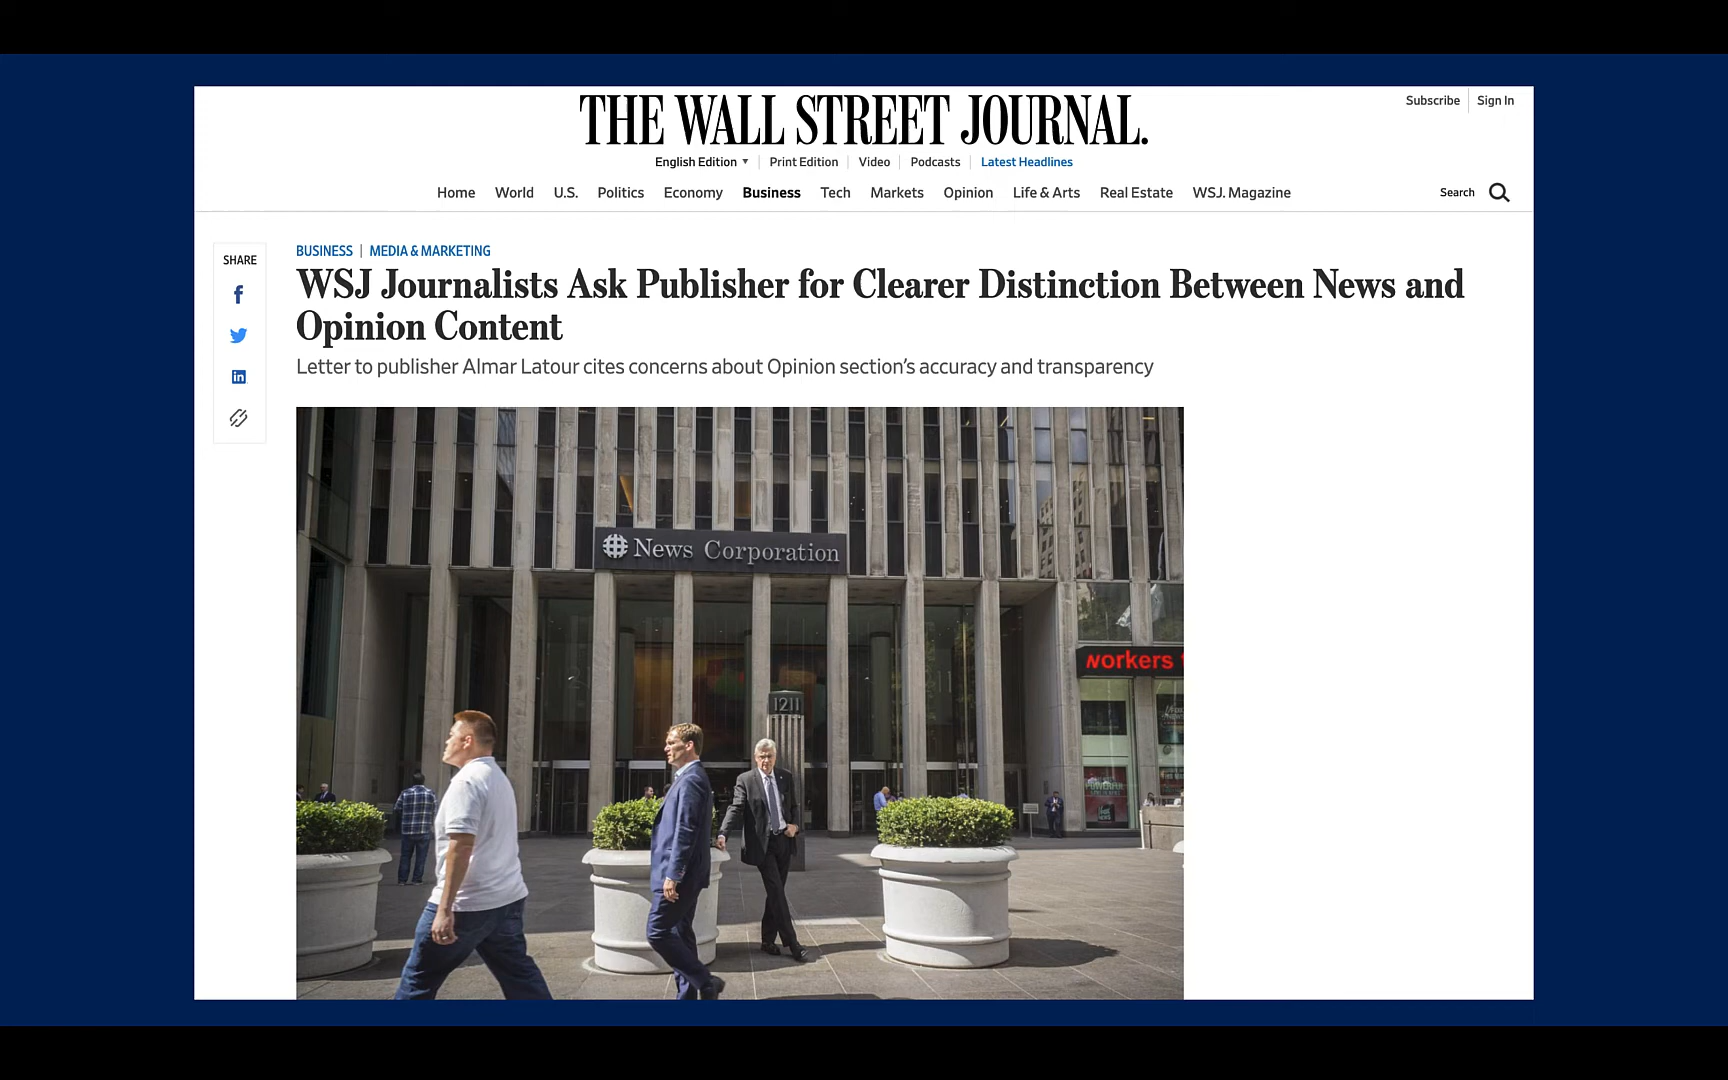 THE WALL STREET JOURNAL.
Subscribe Sign In
English Edition Print Edition Video Podcasts Latest Headlines
Home World U.S. Politics Economy Business Tech Markets Opinion Life & Arts Real Estate WSJ. Magazine Search
SHARE
BUSINESS | MEDIA & MARKETING
WSJ Journalists Ask Publisher for Clearer Distinction Between News and
Opinion Content
Letter to publisher Almar Latour cites concerns about Opinion section's accuracy and transparency
News Corporation
workers
1211